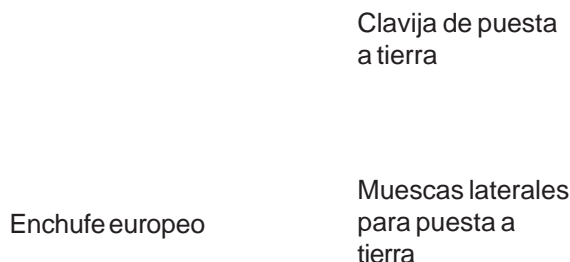 Clavija de puesta
a tierra
Enchufe europeo
Muescas laterales
para puesta a
tierra